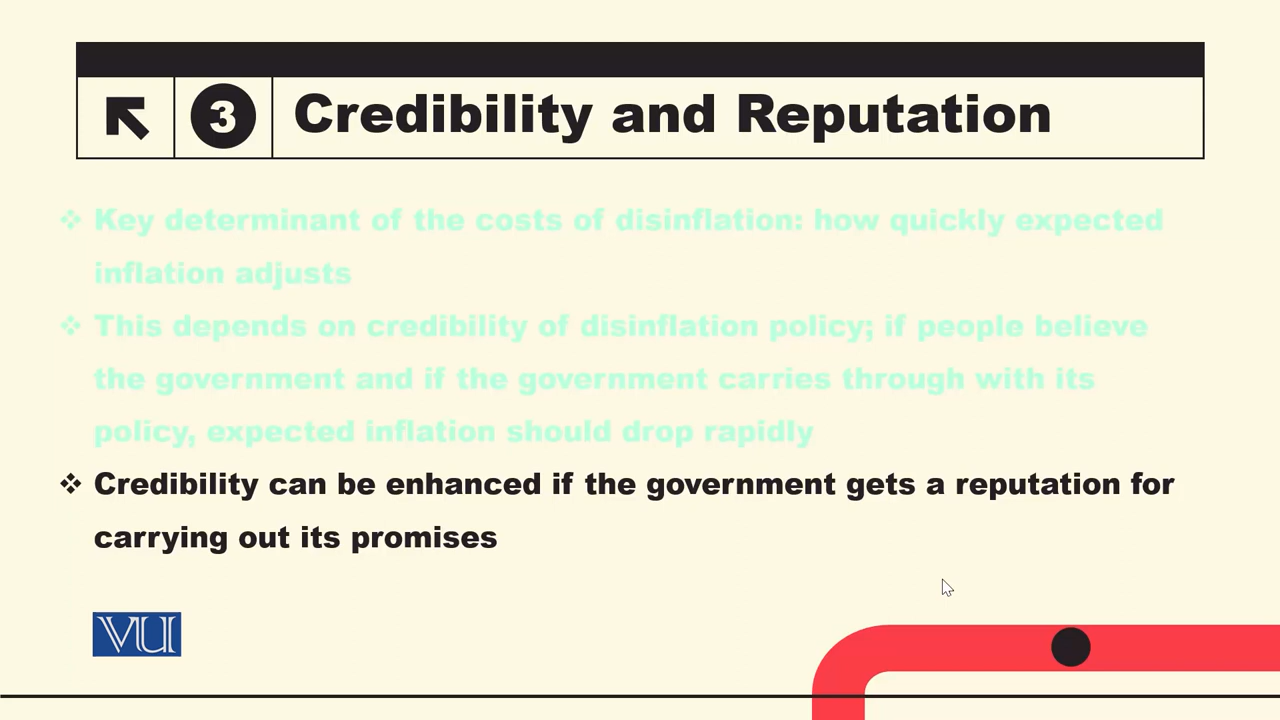 3 Credibility and Reputation
❖ Key determinant of the costs of disinflation: how quickly expected
inflation adjusts
❖ This depends on credibility of disinflation policy; if people believe
the government and if the government carries through with its
policy, expected inflation should drop rapidly
❖ Credibility can be enhanced if the government gets a reputation for
carrying out its promises
VU